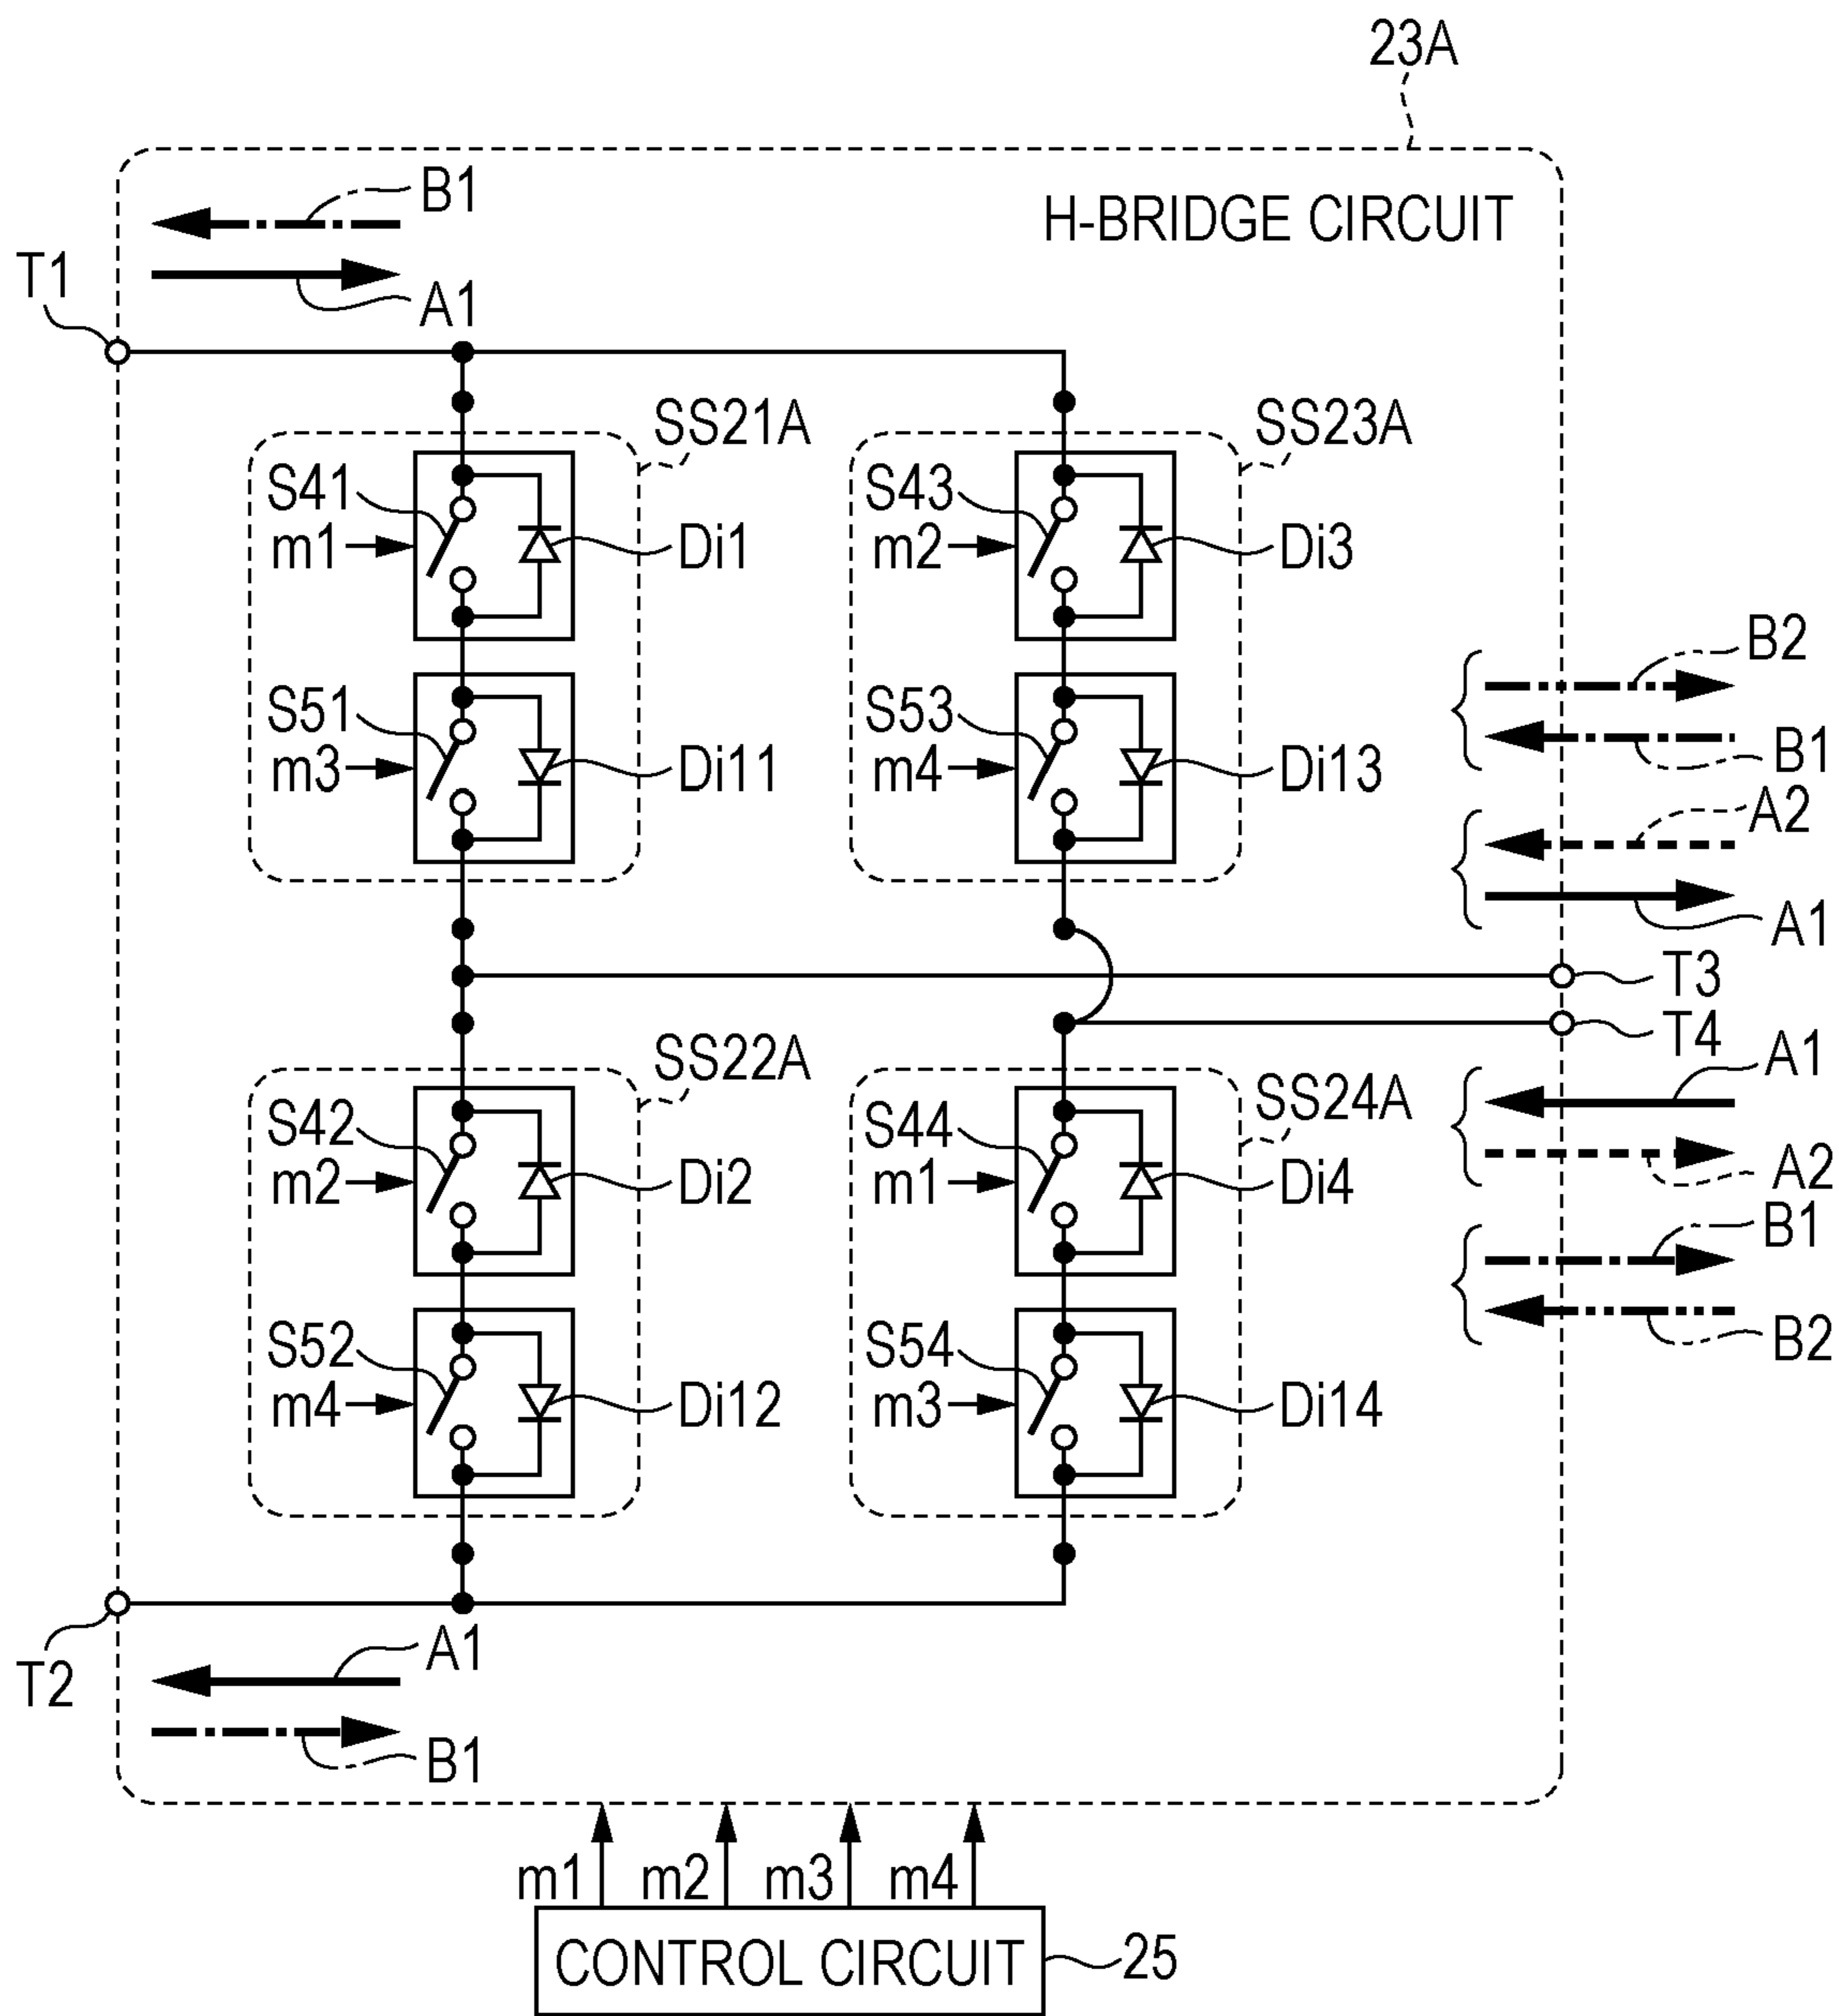 23A
H-BRIDGE CIRCUIT
B1
A1
T1
SS21A
SS23A
S41
m1
Di1
S43
m2
Di3
S51
m3
Di11
S53
m4
Di13
B2
B1
A2
A1
T3
T4
SS22A
SS24A
S42
m2
Di2
S44
m1
Di4
A1
A2
B1
B2
S52
m4
Di12
S54
m3
Di14
T2
A1
B1
m1 m2 m3 m4
CONTROL CIRCUIT
25